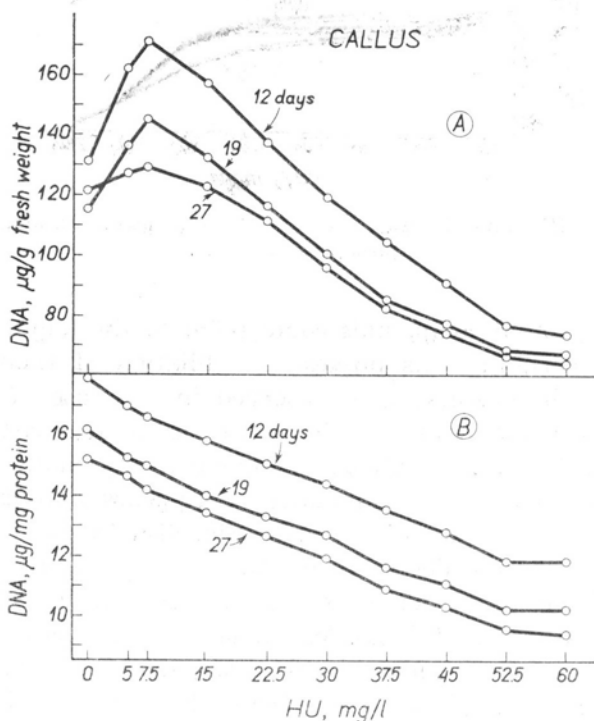 CALLUS
A
DNA, µg/g fresh weight
160
140
120
100
80
12 days
19
27
B
DNA, µg/mg protein
16
14
12
10
12 days
19
27
0 5 7.5 15 22.5 30 37.5 45 52.5 60
HU, mg/l